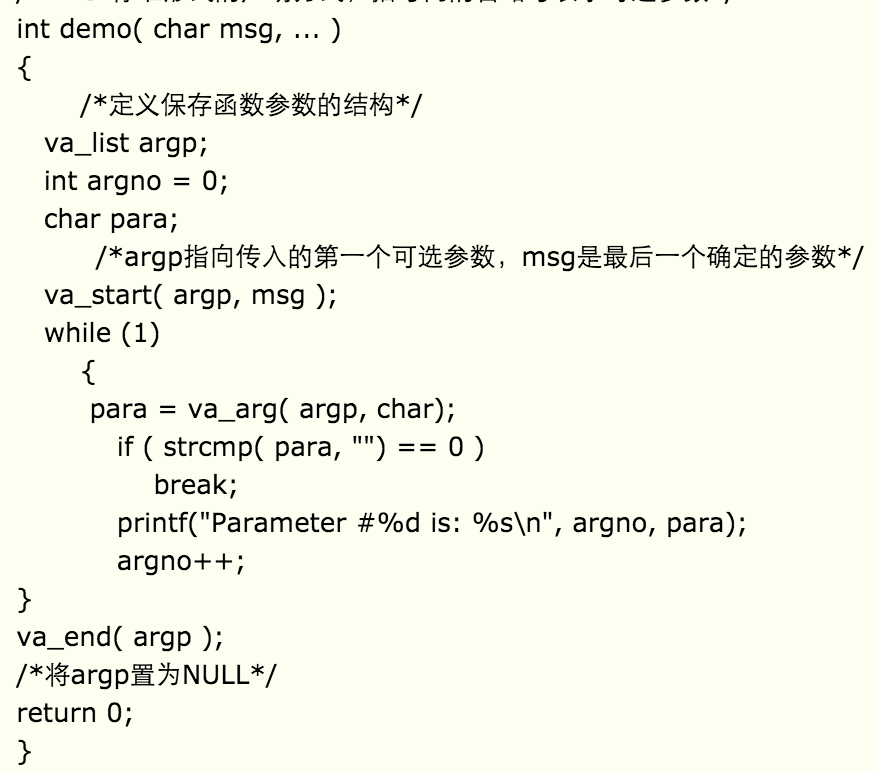 int demo( char msg, ... )
{
/*定义保存函数参数的结构*/
va_list argp;
int argno = 0;
char para;
/*argp指向传入的第一个可选参数，msg是最后一个确定的参数*/
va_start( argp, msg );
while (1)
{
para = va_arg( argp, char);
if ( strcmp( para, "") == 0 )
break;
printf("Parameter #%d is: %s\n", argno, para);
argno++;
}
va_end( argp );
/*将argp置为NULL*/
return 0;
}